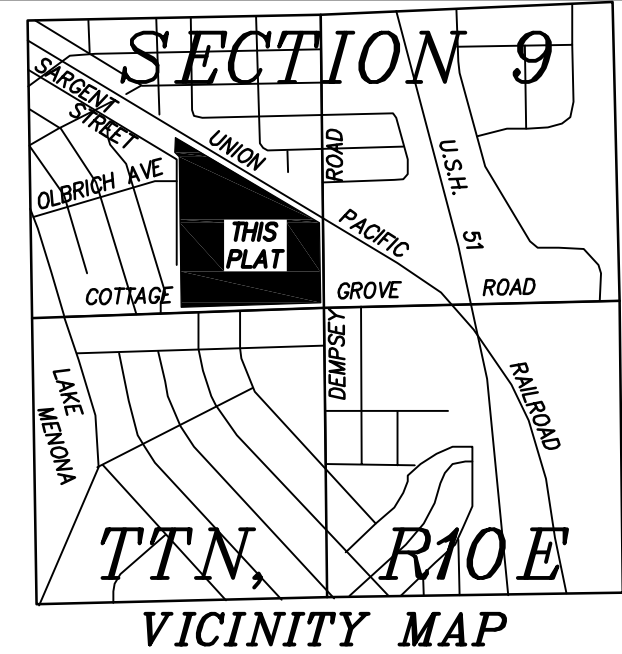 SECTION 9
SARGENT
STREET
UNION
ROAD
U.S.H. 51
OLBRICH AVE
THIS
PLAT
PACIFIC
COTTAGE GROVE ROAD
DEMPSEY
LAKE
MENONA
RAILROAD
TTN, R10E
VICINITY MAP